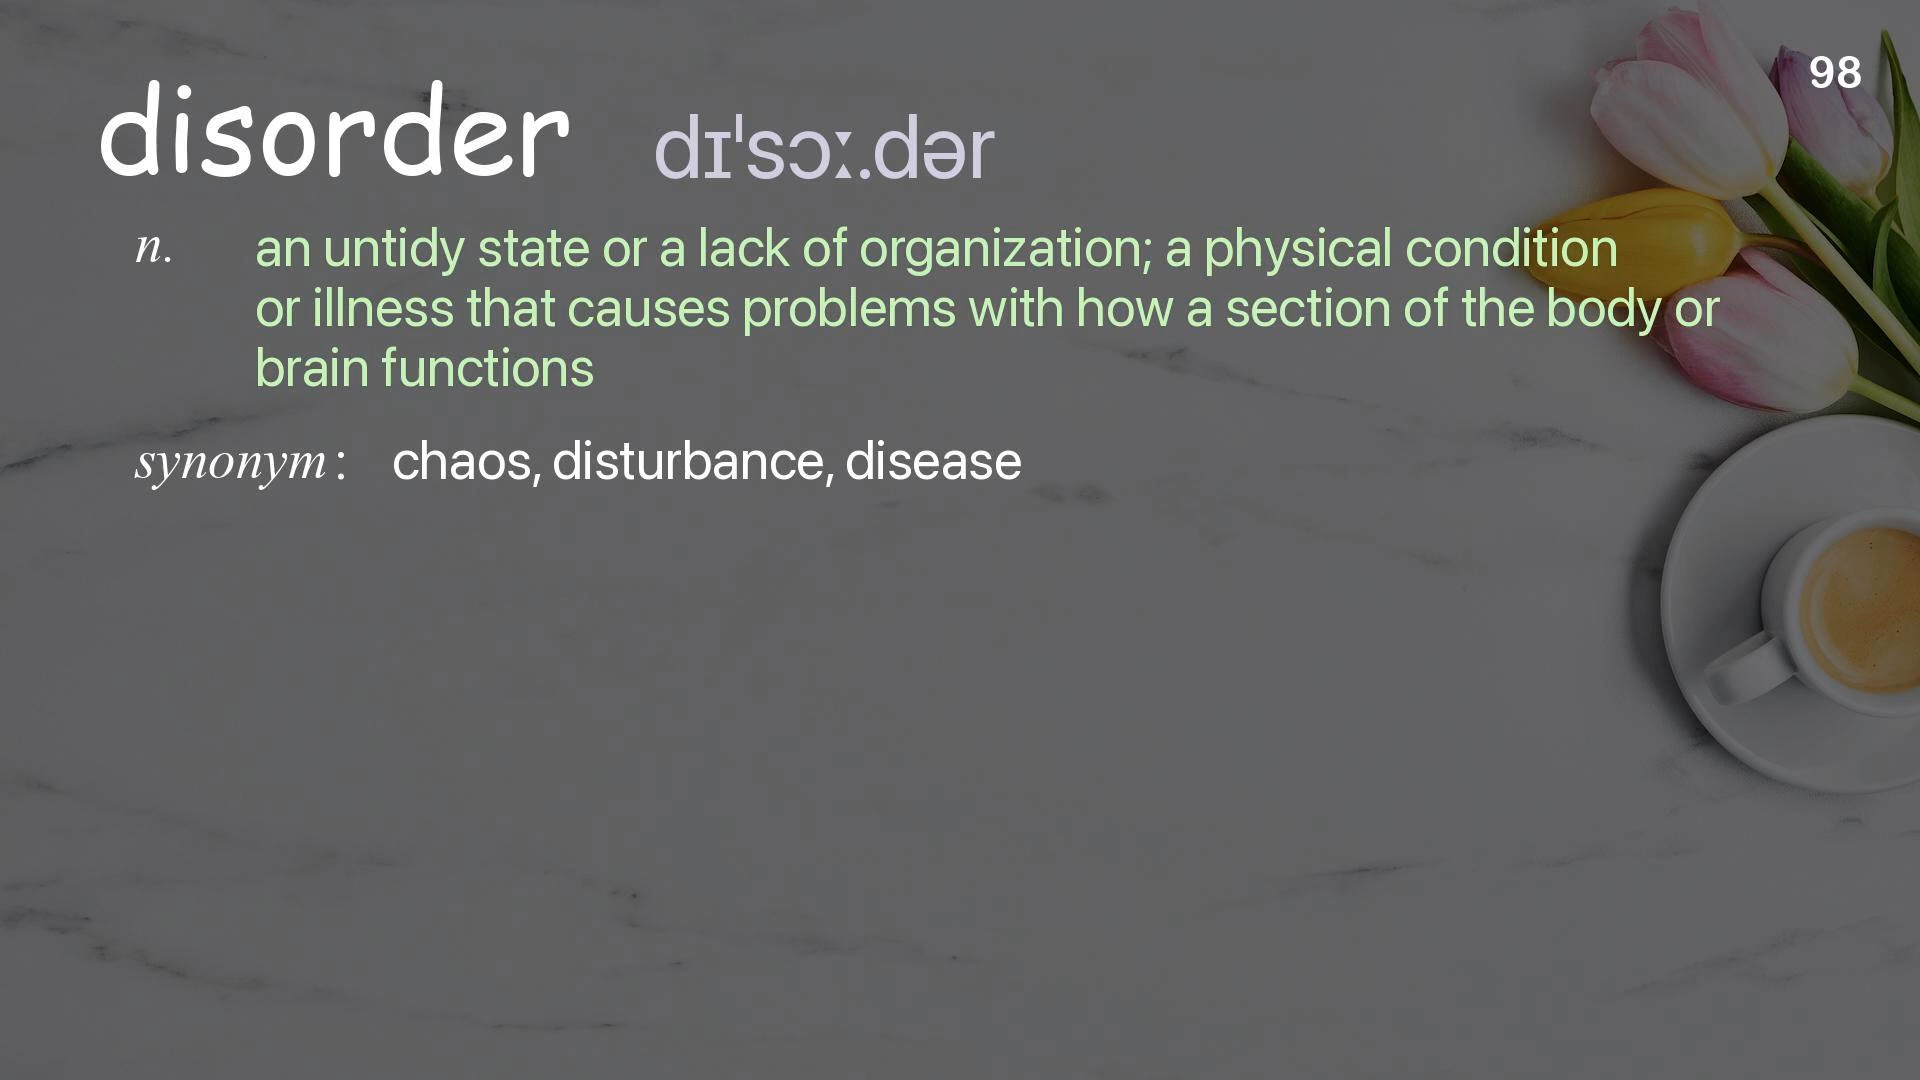 98
disorder dɪˈsɔː.dər
n. an untidy state or a lack of organization; a physical condition
or illness that causes problems with how a section of the body or
brain functions
synonym: chaos, disturbance, disease